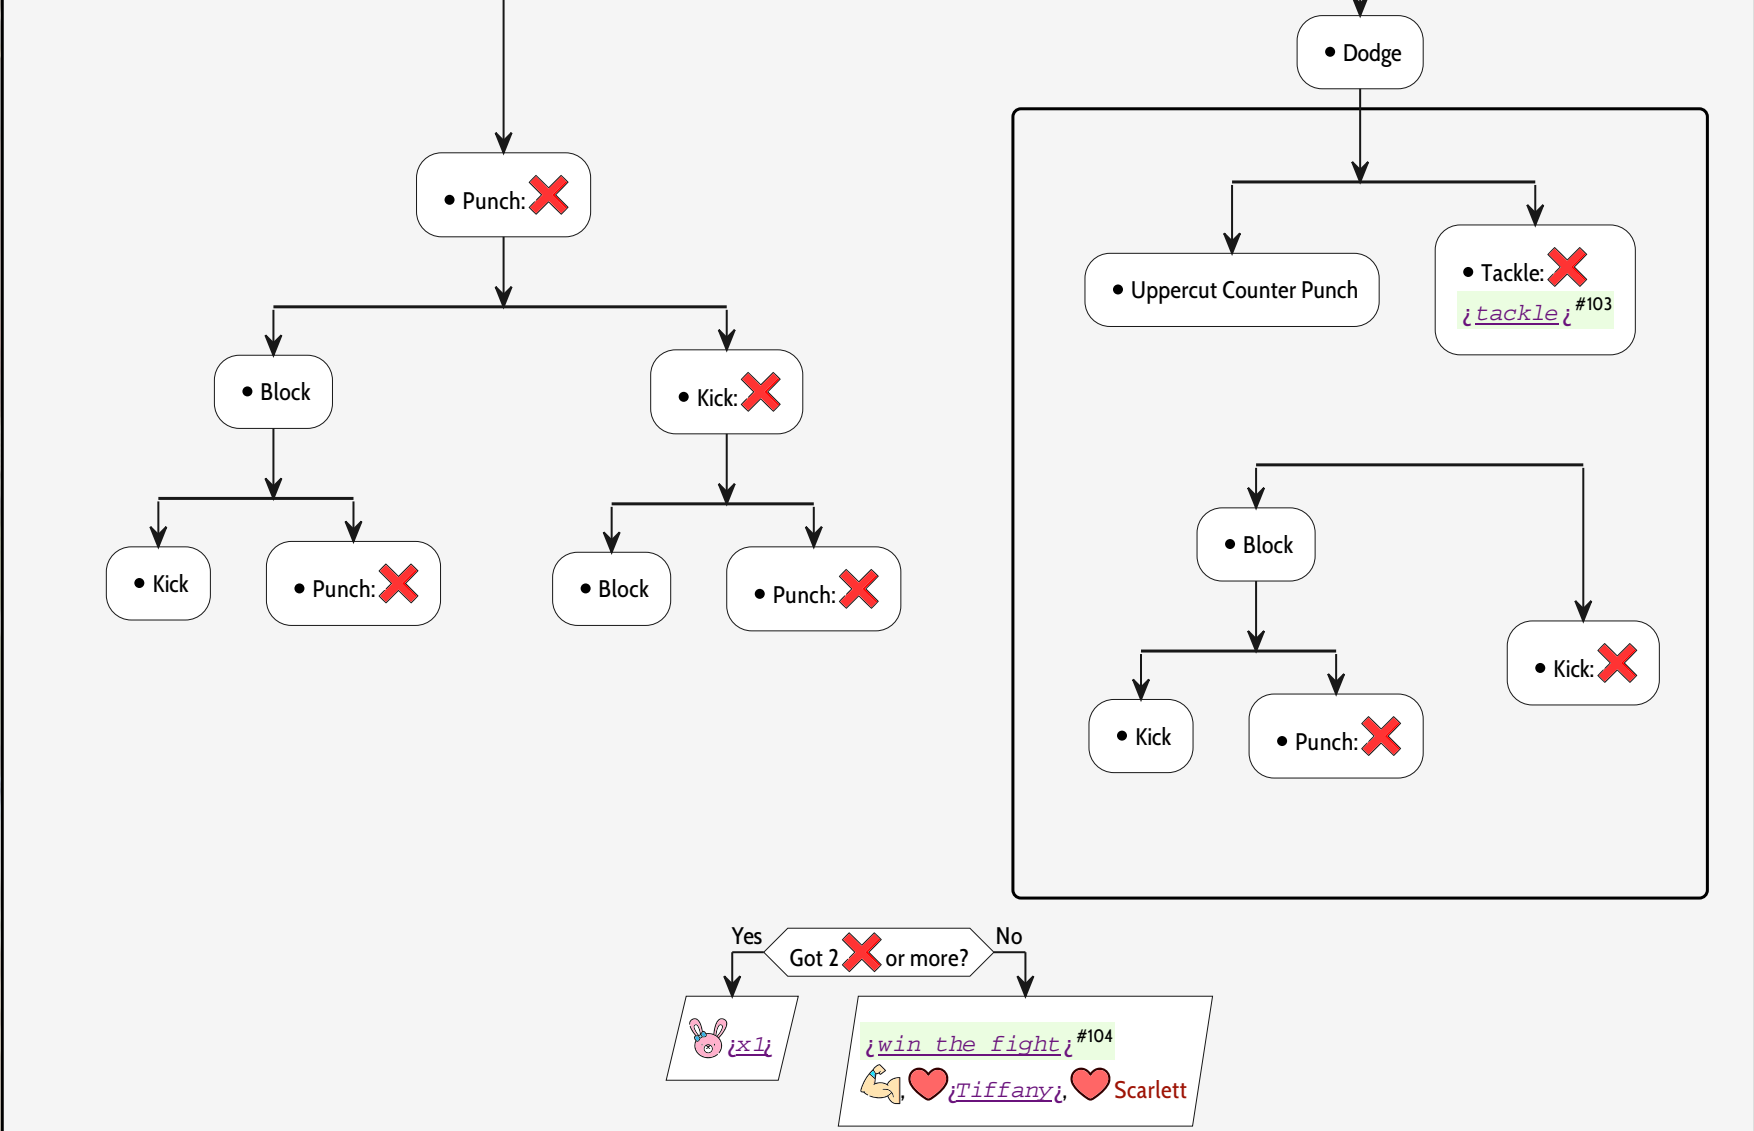 • Dodge
• Punch:
• Uppercut Counter Punch
• Tackle:
¿tackle¿ #103
• Block
• Kick:
• Block
• Kick
• Punch:
• Block
• Punch:
• Kick:
• Kick
• Punch:
Yes
Got 2 or more?
No
¿x1¿
¿win the fight¿ #104
, ¿Tiffany¿, Scarlett